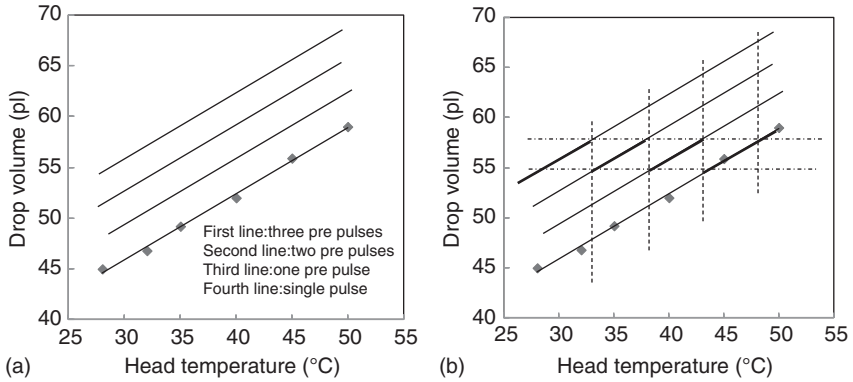 70
65
60
55
50
45
40
Drop volume (pl)
First line:three pre pulses
Second line:two pre pulses
Third line:one pre pulse
Fourth line:single pulse
25 30 35 40 45 50 55
(a) Head temperature (°C)
70
65
60
55
50
45
40
Drop volume (pl)
25 30 35 40 45 50 55
(b) Head temperature (°C)